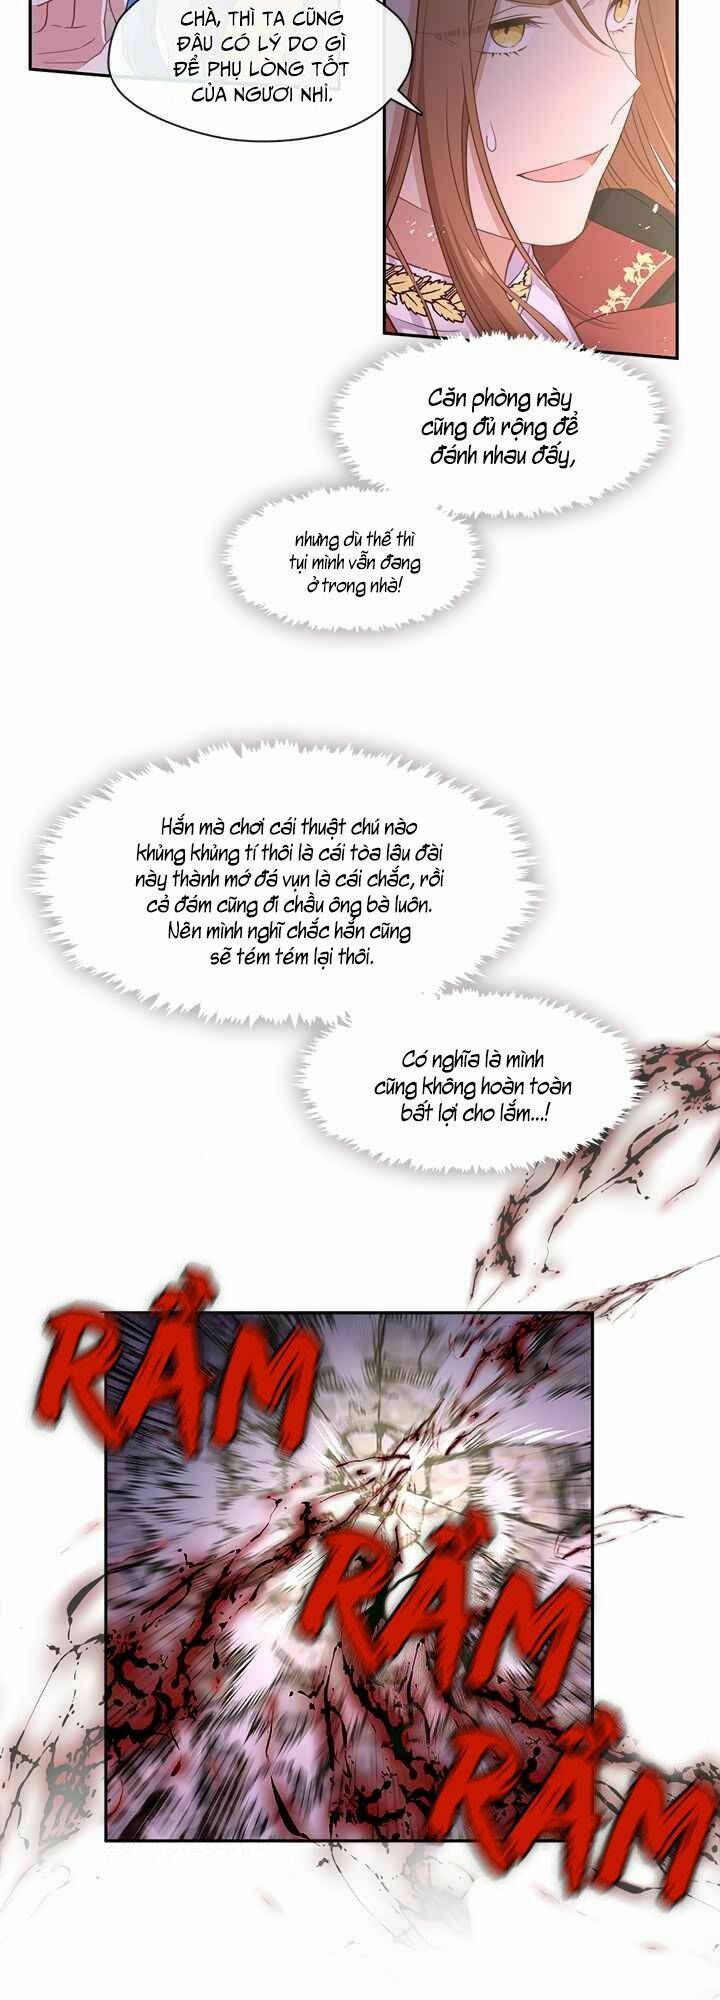 CHÀ, THÌ TA CŨNG
ĐÂU CÓ LÝ DO GÌ
ĐỂ PHỤ LÒNG TỐT
CỦA NGƯƠI NHỈ.
Căn phòng này
cũng đủ rộng để
đánh nhau đấy,
nhưng dù thế thì
tụi mình vẫn đang
ở trong nhà!
Hắn mà chơi cái thuật chú nào
khủng khủng tí thôi là cái tòa lâu đài
này thành mớ đá vụn là cái chắc, rồi
cả đám cũng đi chầu ông bà luôn.
Nên mình nghĩ chắc hắn cũng
sẽ tém tém lại thôi.
Có nghĩa là mình
cũng không hoàn toàn
bất lợi cho lắm...!
RẦM
RẦM
RẦM